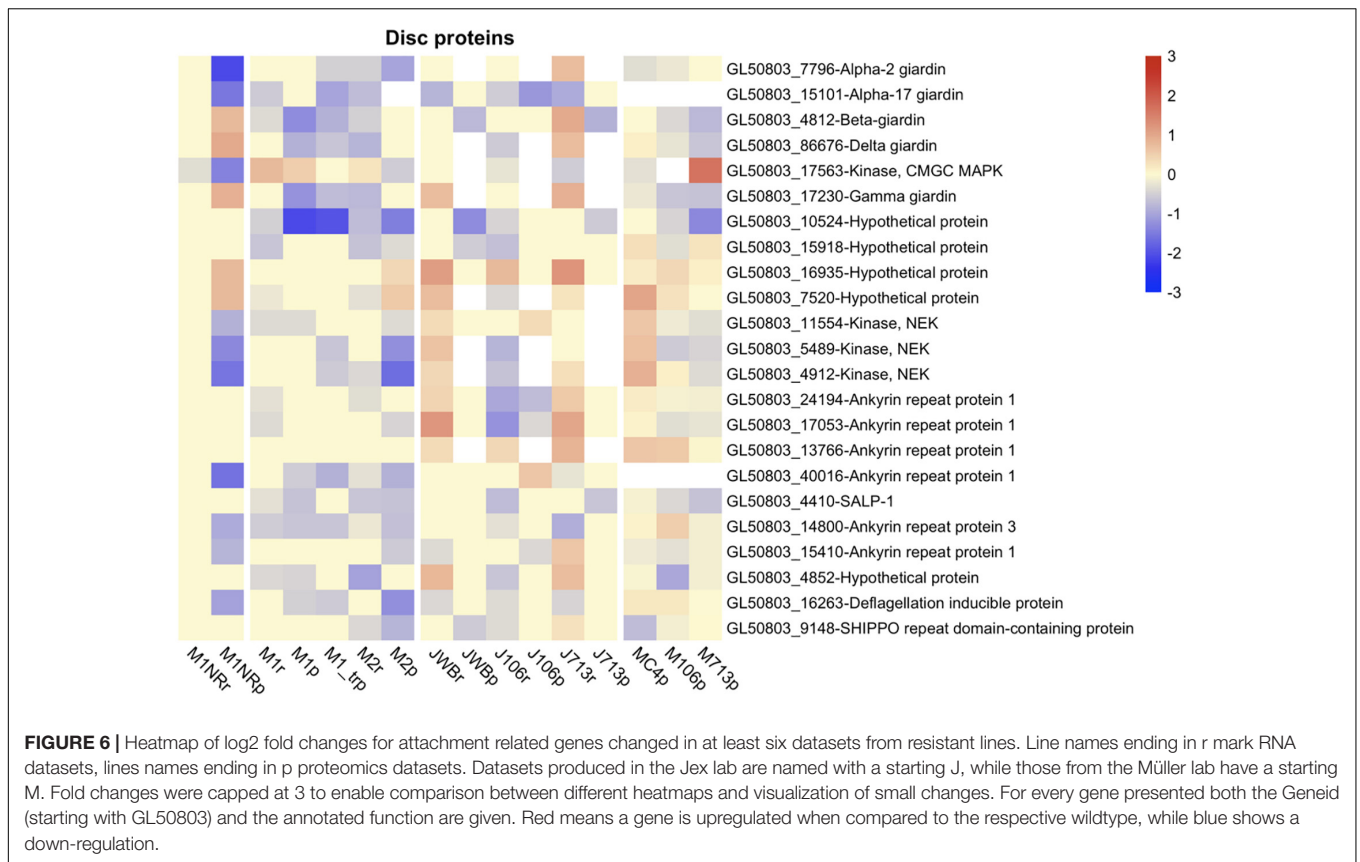 Disc proteins
GL50803_7796-Alpha-2 giardin
GL50803_15101-Alpha-17 giardin
GL50803_4812-Beta-giardin
GL50803_86676-Delta giardin
GL50803_17563-Kinase, CMGC MAPK
GL50803_17230-Gamma giardin
GL50803_10524-Hypothetical protein
GL50803_15918-Hypothetical protein
GL50803_16935-Hypothetical protein
GL50803_7520-Hypothetical protein
GL50803_11554-Kinase, NEK
GL50803_5489-Kinase, NEK
GL50803_4912-Kinase, NEK
GL50803_24194-Ankyrin repeat protein 1
GL50803_17053-Ankyrin repeat protein 1
GL50803_13766-Ankyrin repeat protein 1
GL50803_40016-Ankyrin repeat protein 1
GL50803_4410-SALP-1
GL50803_14800-Ankyrin repeat protein 3
GL50803_15410-Ankyrin repeat protein 1
GL50803_4852-Hypothetical protein
GL50803_16263-Deflagellation inducible protein
GL50803_9148-SHIPPO repeat domain-containing protein
3
2
1
0
-1
-2
-3
M1NRr
M1NRp
M1r
M1p
M1_trp
M2r
M2p
JWBr
JWBp
J106r
J106p
J713r
J713p
MC4p
M106p
M713p
FIGURE 6 | Heatmap of log2 fold changes for attachment related genes changed in at least six datasets from resistant lines. Line names ending in r mark RNA
datasets, lines names ending in p proteomics datasets. Datasets produced in the Jex lab are named with a starting J, while those from the Müller lab have a starting
M. Fold changes were capped at 3 to enable comparison between different heatmaps and visualization of small changes. For every gene presented both the Geneid
(starting with GL50803) and the annotated function are given. Red means a gene is upregulated when compared to the respective wildtype, while blue shows a
down-regulation.